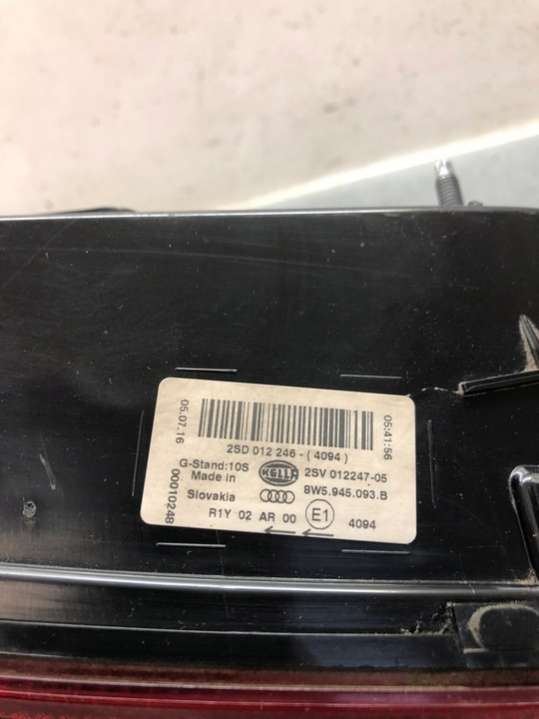 05.07.16
05:41:56
2SD 012 246-(4094)
G-Stand:10S
HELLA
2SV 012247-05
Made in
8W5.945.093.B
Slovakia
00010248
R1Y 02 AR 00
E1
4094